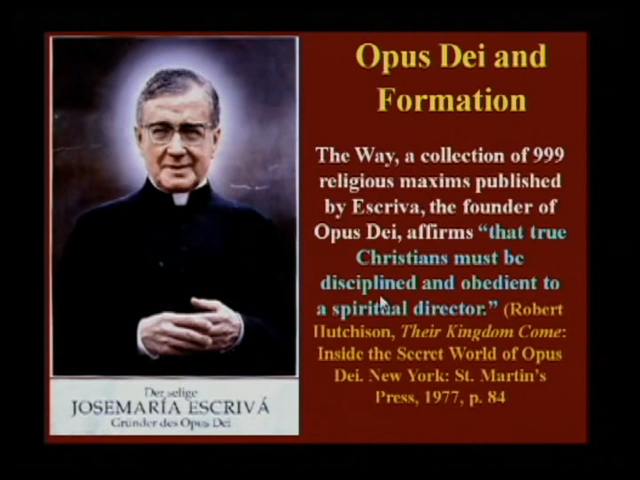 Opus Dei and
Formation
The Way, a collection of 999
religious maxims published
by Escriva, the founder of
Opus Dei, affirms “that true
Christians must be
disciplined and obedient to
a spiritual director.” (Robert
Hutchison, Their Kingdom Come:
Inside the Secret World of Opus
Dei. New York: St. Martin’s
Press, 1977, p. 84
Der selige
JOSEMARÍA ESCRIVÁ
Gründer des Opus Dei